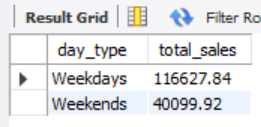 Result Grid Filter Ro
day_type total_sales
Weekdays 116627.84
Weekends 40099.92